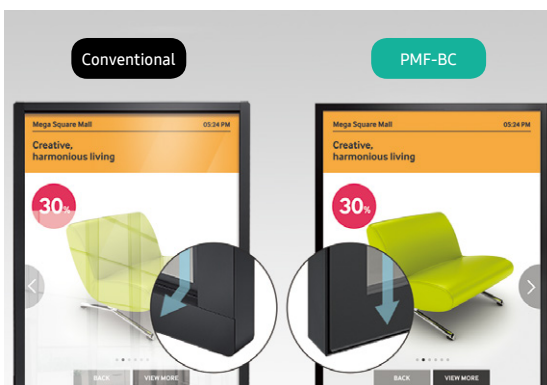 Conventional
PMF-BC
Mega Square Mall 05:24 PM
Creative,
harmonious living
30%
BACK VIEW MORE
Mega Square Mall 05:24 PM
Creative,
harmonious living
30%
BACK VIEW MORE